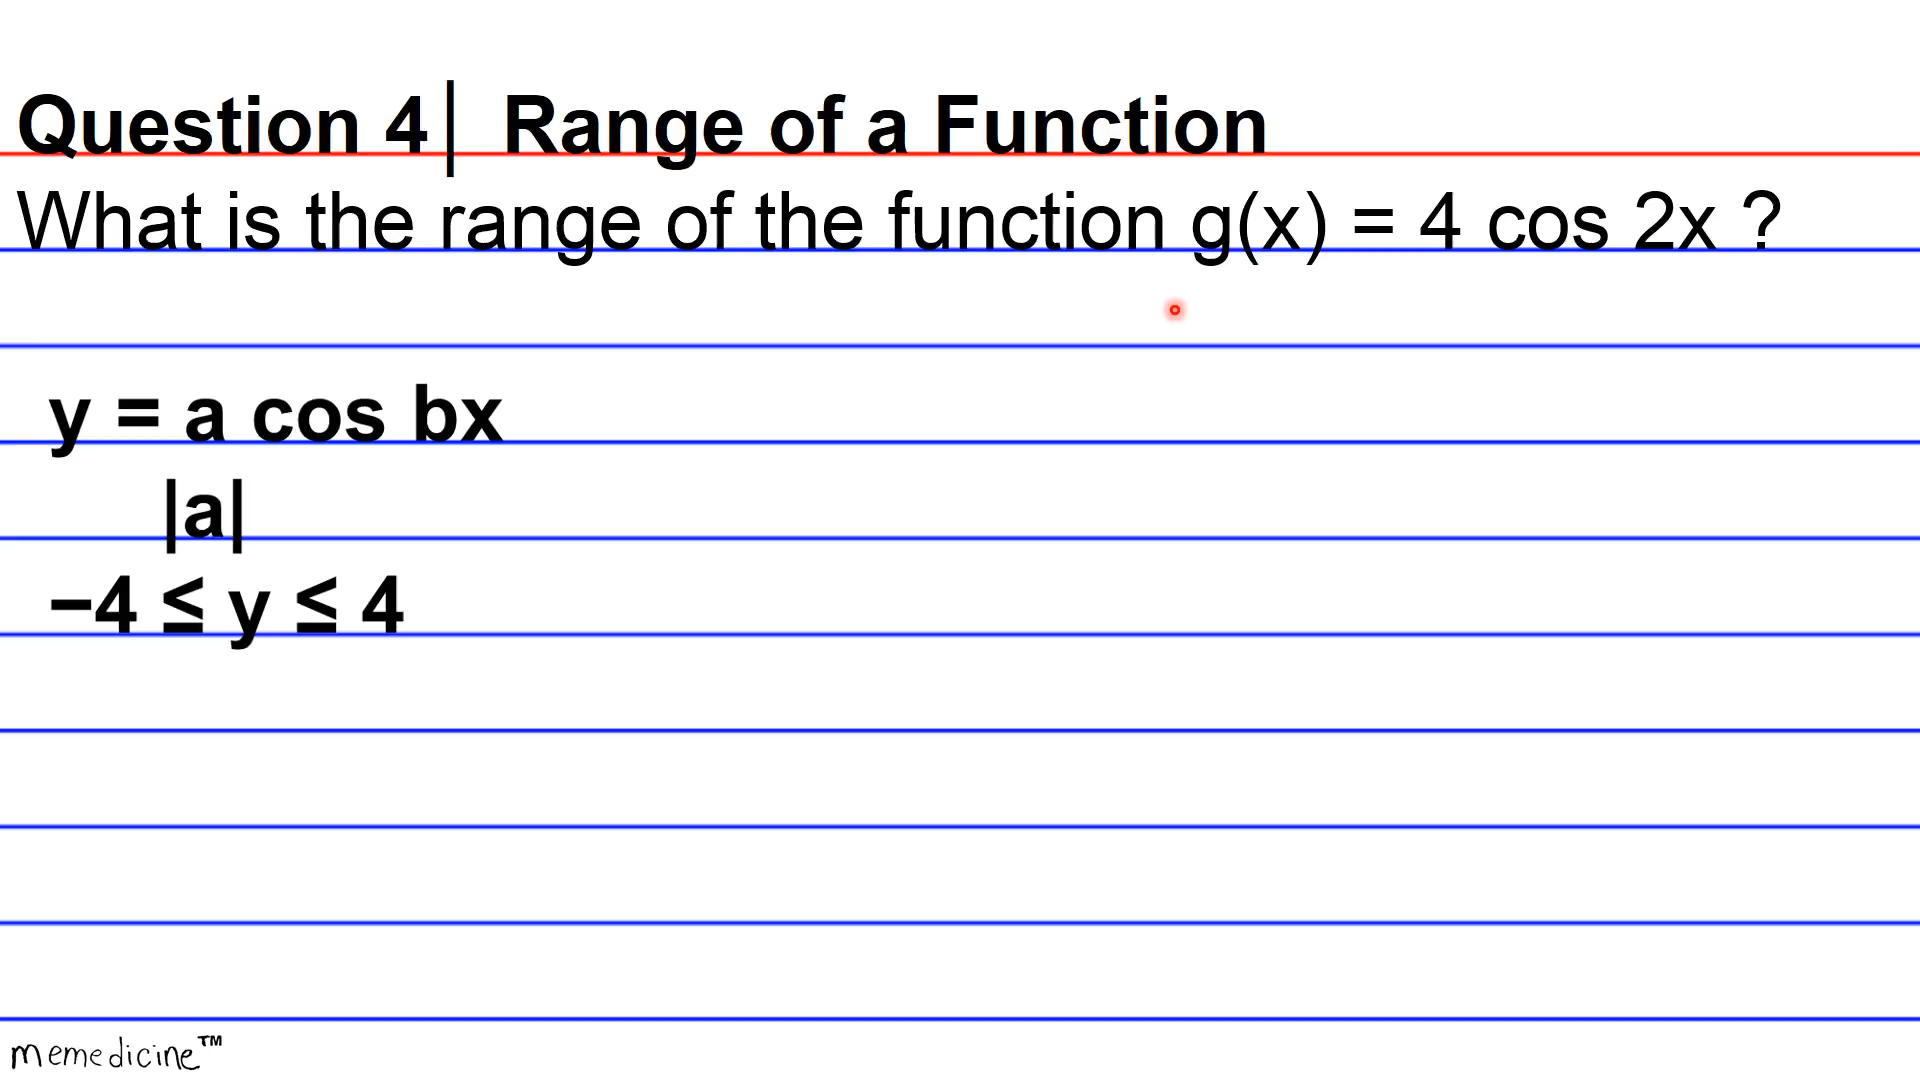 Question 4| Range of a Function
What is the range of the function g(x) = 4 cos 2x ?
y = a cos bx
|a|
−4 ≤ y ≤ 4
memedicine™